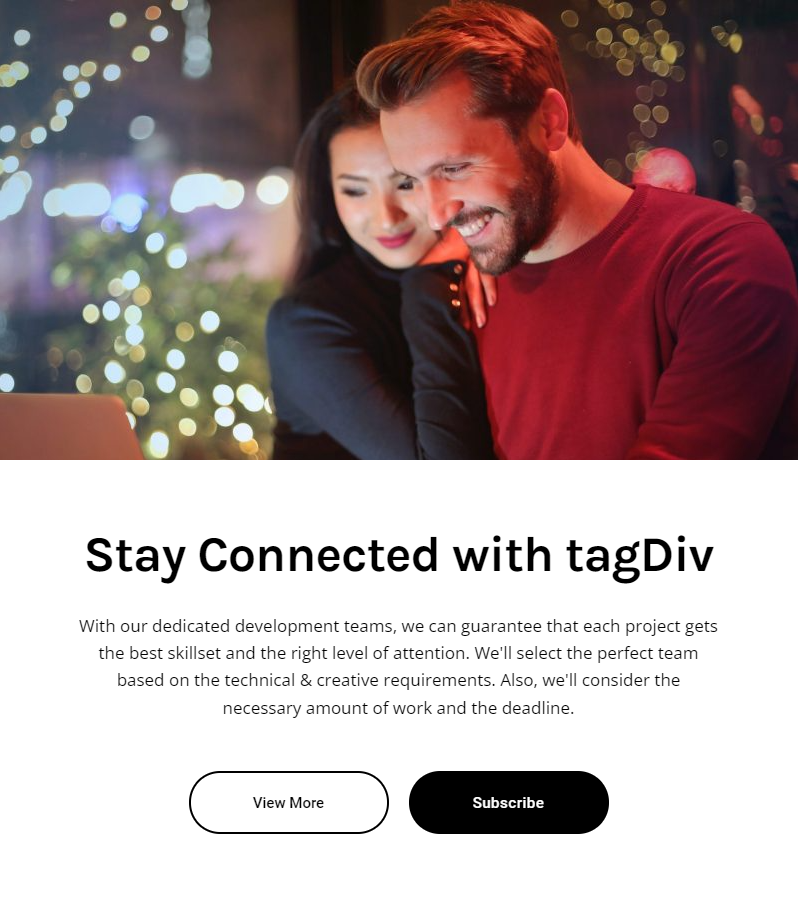 Stay Connected with tagDiv
With our dedicated development teams, we can guarantee that each project gets
the best skillset and the right level of attention. We'll select the perfect team
based on the technical & creative requirements. Also, we'll consider the
necessary amount of work and the deadline.
View More
Subscribe